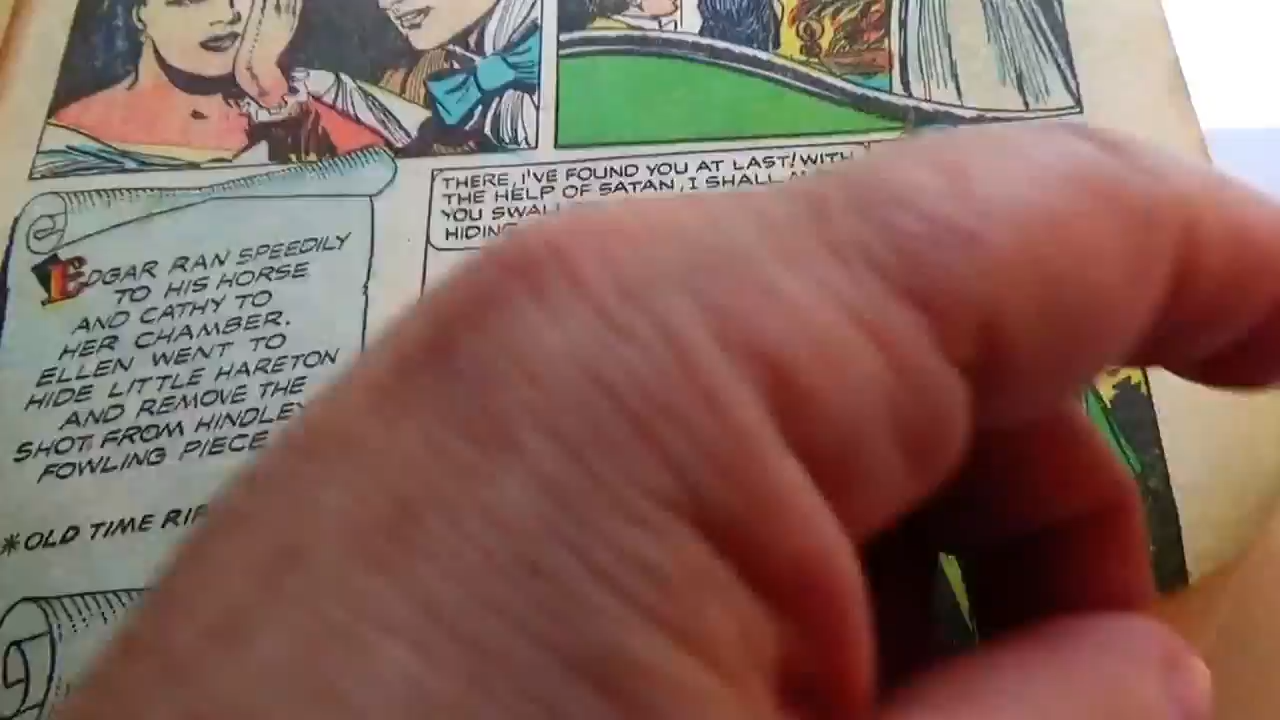 THERE, I'VE FOUND YOU AT LAST! WITH
THE HELP OF SATAN, I SHALL
YOU
EDGAR RAN SPEEDILY
TO HIS HORSE
AND CATHY TO
HER CHAMBER.
ELLEN WENT TO
HIDE LITTLE HARETON
AND REMOVE THE
SHOT FROM HINDLEY
FOWLING PIECE
*OLD TIME